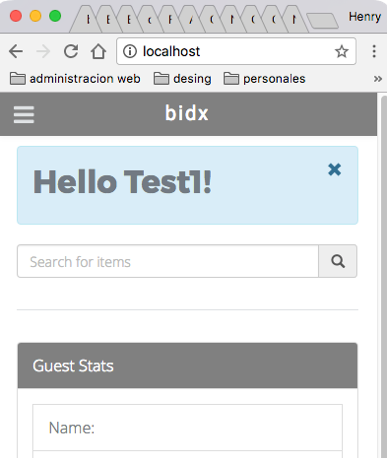 Henry
localhost
administracion web
desing
personales
»
bidx
Hello Test1!
Search for items
Guest Stats
Name: